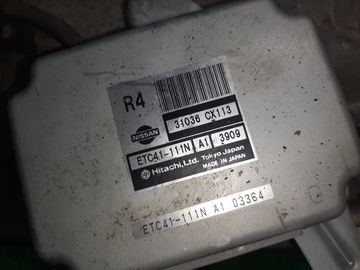 R4
NISSAN
31036 CX113
ETC41-111N A1 3909
Hitachi, Ltd. Tokyo Japan
MADE IN JAPAN
ETC41-111N A1 03364